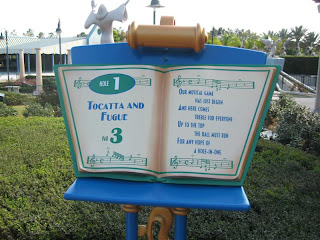 HOLE 1
TOCATTA AND
FUGUE
PAR 3
OUR MUSICAL GAME
HAS JUST BEGUN
AND HERE COMES
TREBLE FOR EVERYONE
UP TO THE TOP
THE BALL MUST RUN
FOR ANY HOPE OF
A HOLE-IN-ONE